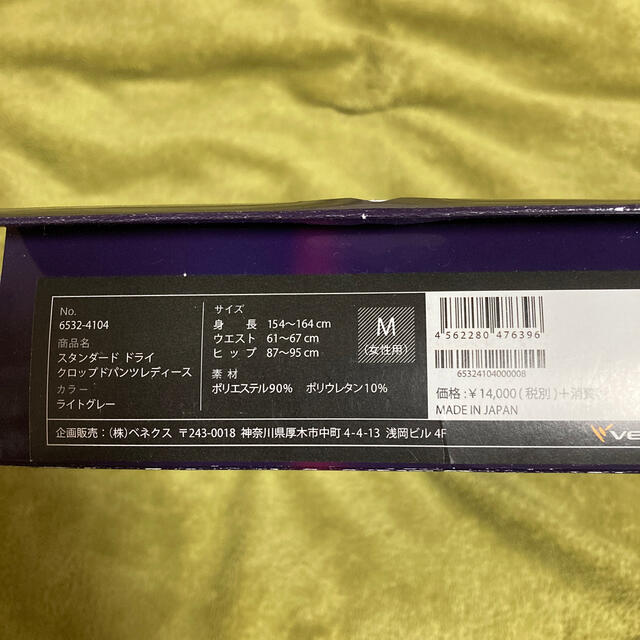 No.
6532-4104
商品名
スタンダード ドライ
クロップドパンツレディース
カラー
ライトグレー
サイズ
身 長 154～164 cm
ウエスト 61～67 cm
ヒップ 87～95 cm
素 材
ポリエステル90% ポリウレタン10%
M
(女性用)
4 562280 476396
65324104000008
価格：¥ 14,000 ( 税別 ) ＋消費
MADE IN JAPAN
企画販売：(株)ベネクス 〒243-0018 神奈川県厚木市中町 4-4-13 浅岡ビル 4F